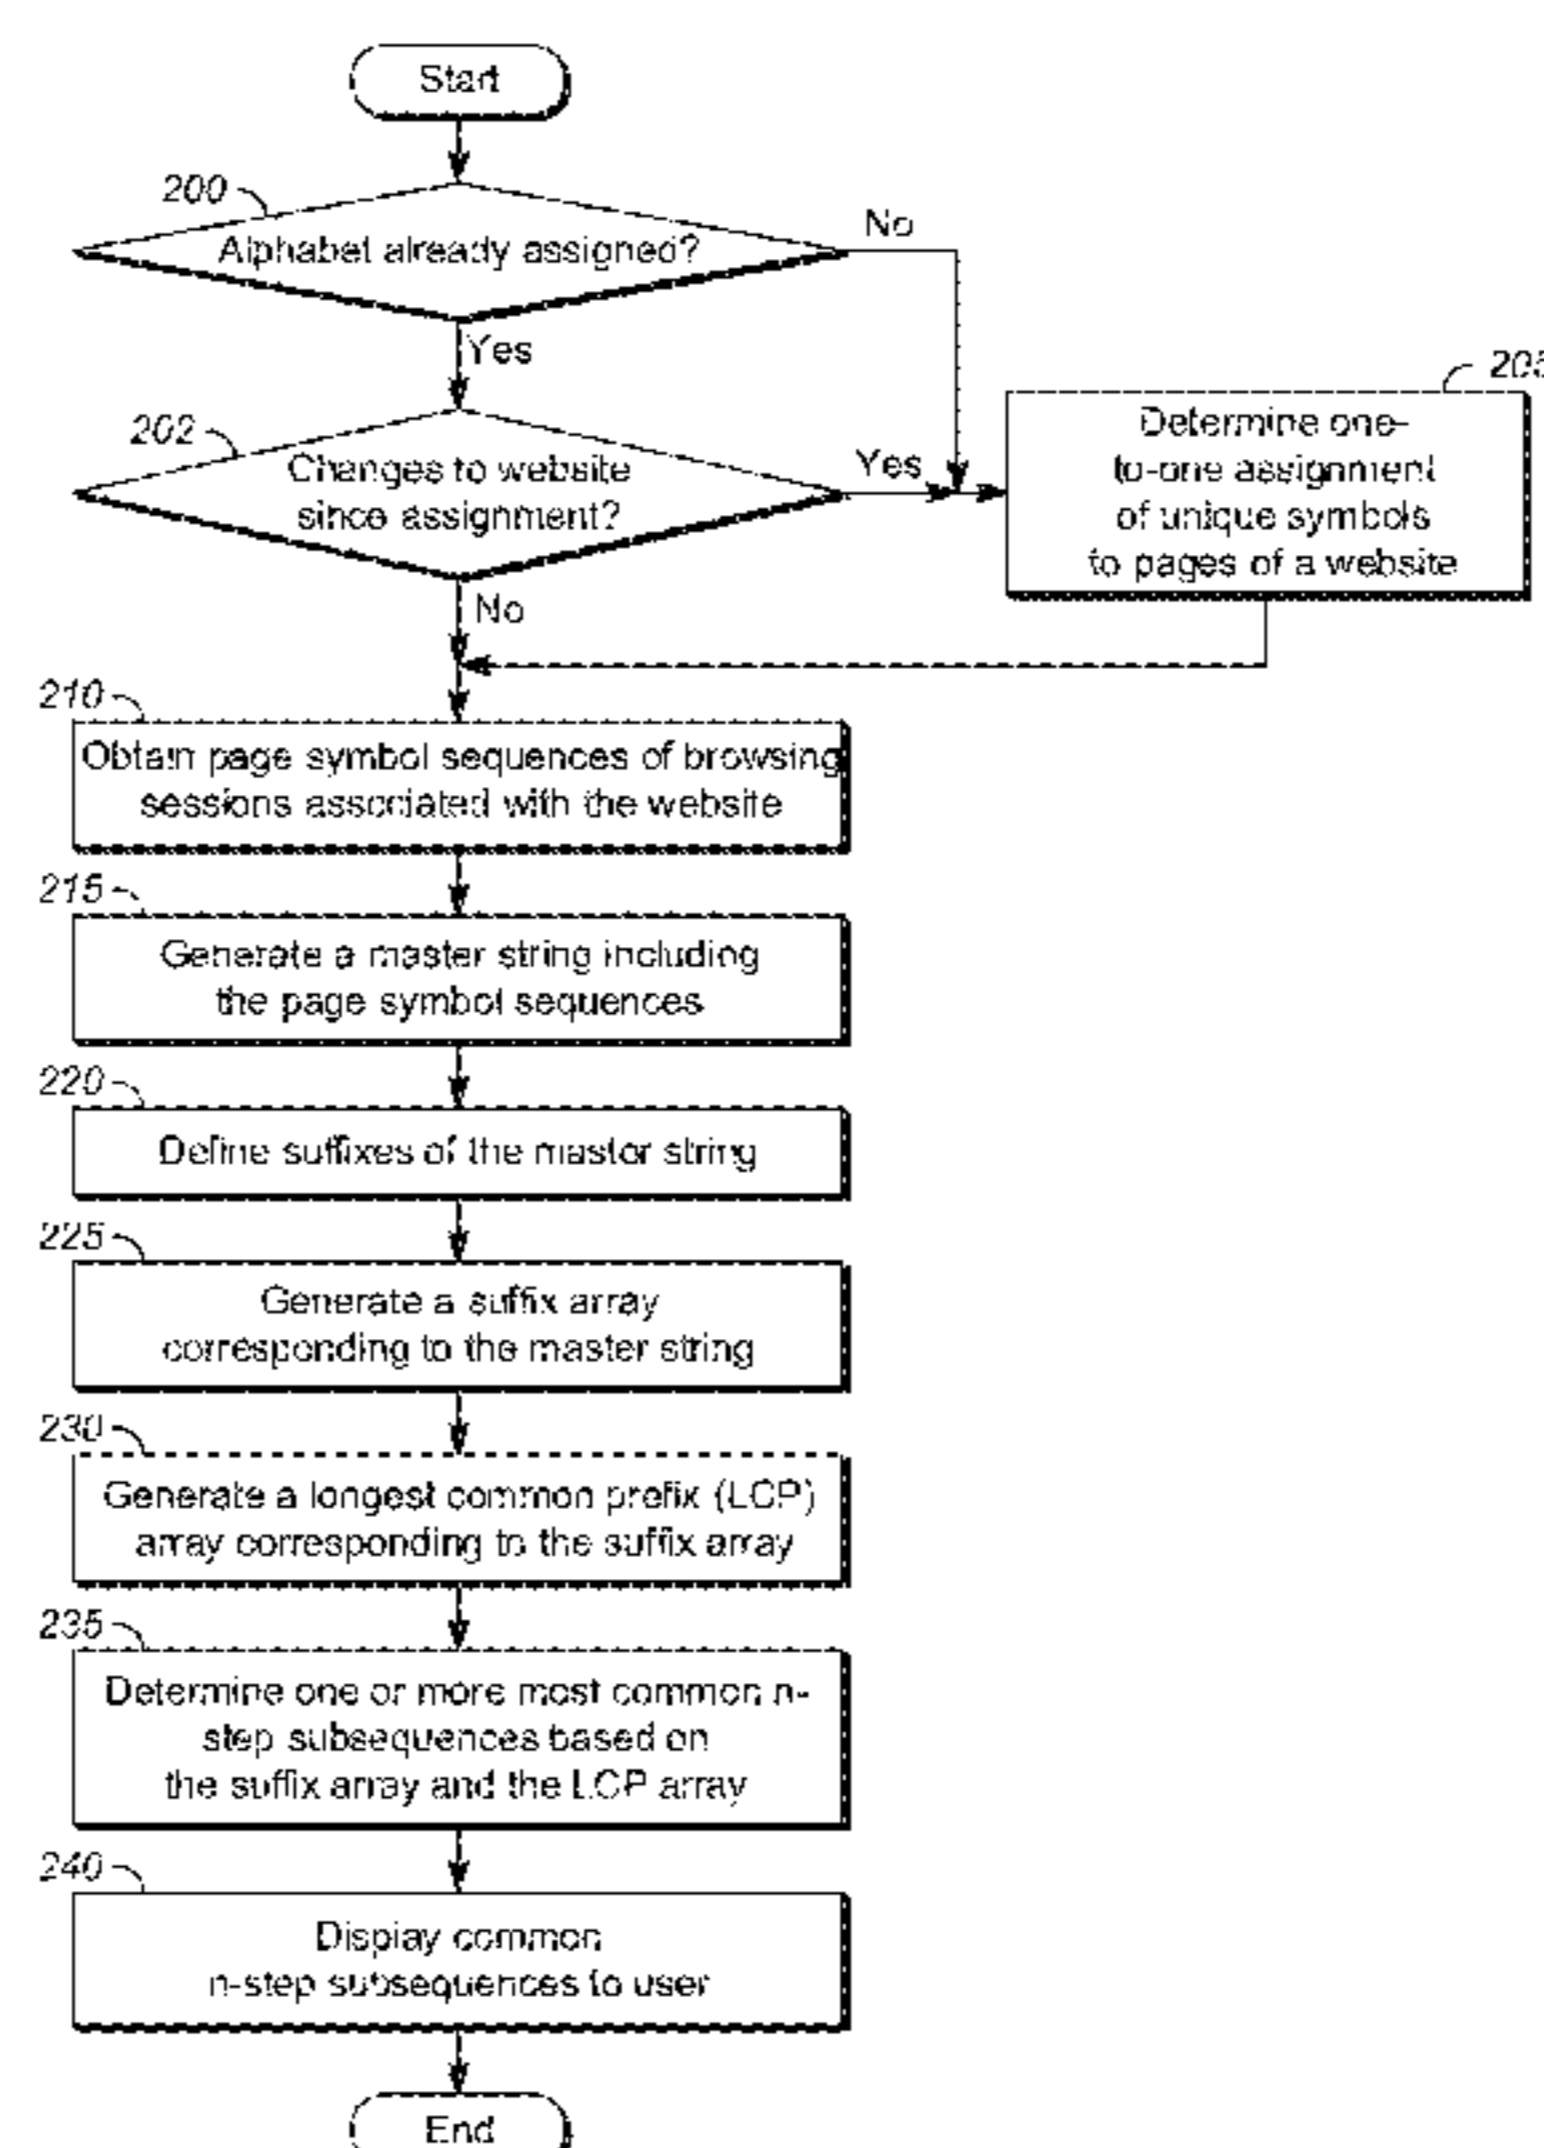 Start
200
Alphabet already assigned?
No
Yes
202
Changes to website
since assignment?
Yes
No
Determine one-
to-one assignment
of unique symbols
to pages of a website
210
Obtain page symbol sequences of browsing
sessions associated with the website
215
Generate a master string including
the page symbol sequences
220
Define suffixes of the master string
225
Generate a suffix array
corresponding to the master string
230
Generate a longest common prefix (LCP)
array corresponding to the suffix array
235
Determine one or more most common n-
step subsequences based on
the suffix array and the LCP array
240
Display common
n-step subsequences to user
End